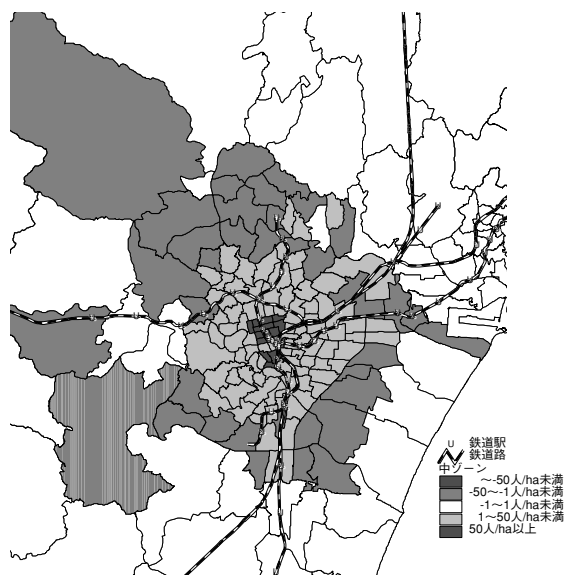 鉄道駅
鉄道路
中ゾーン
～-50人/ha未満
-50～-1人/ha未満
-1～1人/ha未満
1～50人/ha未満
50人/ha以上